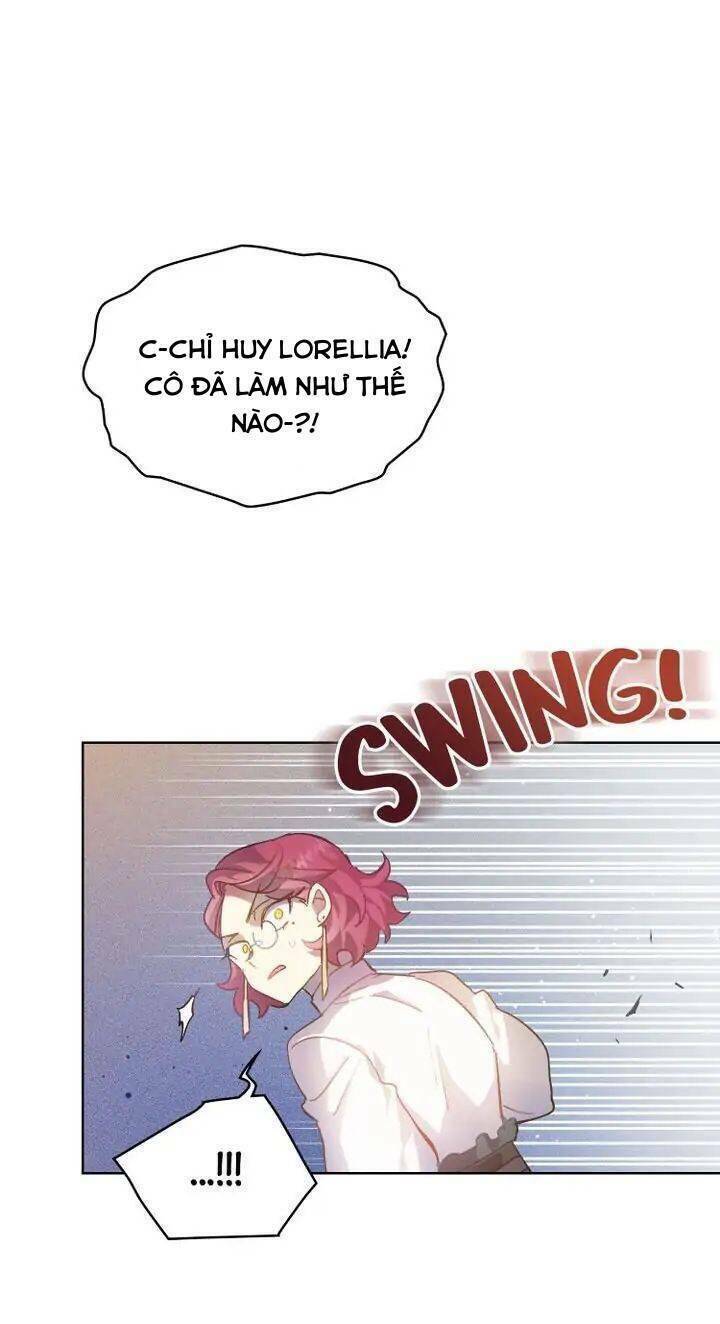 C-CHỈ HUY LORELLIA!
CÔ ĐÃ LÀM NHƯ THẾ
NÀO-?!
SWING!
...!!!